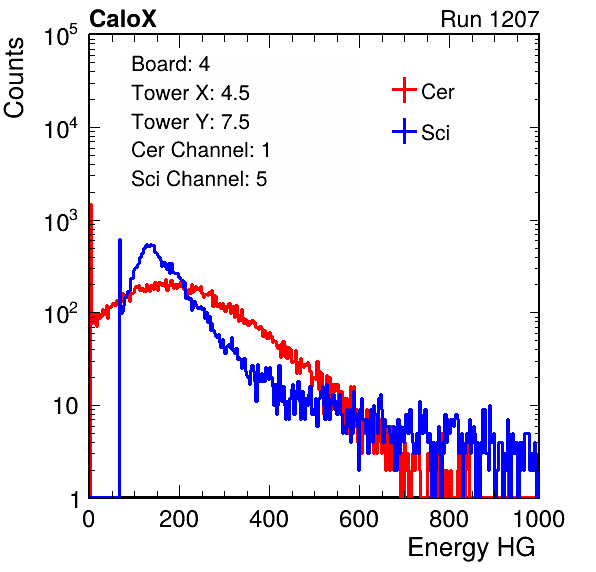 CaloX Run 1207
Counts
Board: 4
Tower X: 4.5
Tower Y: 7.5
Cer Channel: 1
Sci Channel: 5
Cer
Sci
10^5
10^4
10^3
10^2
10
1
0 200 400 600 800 1000
Energy HG